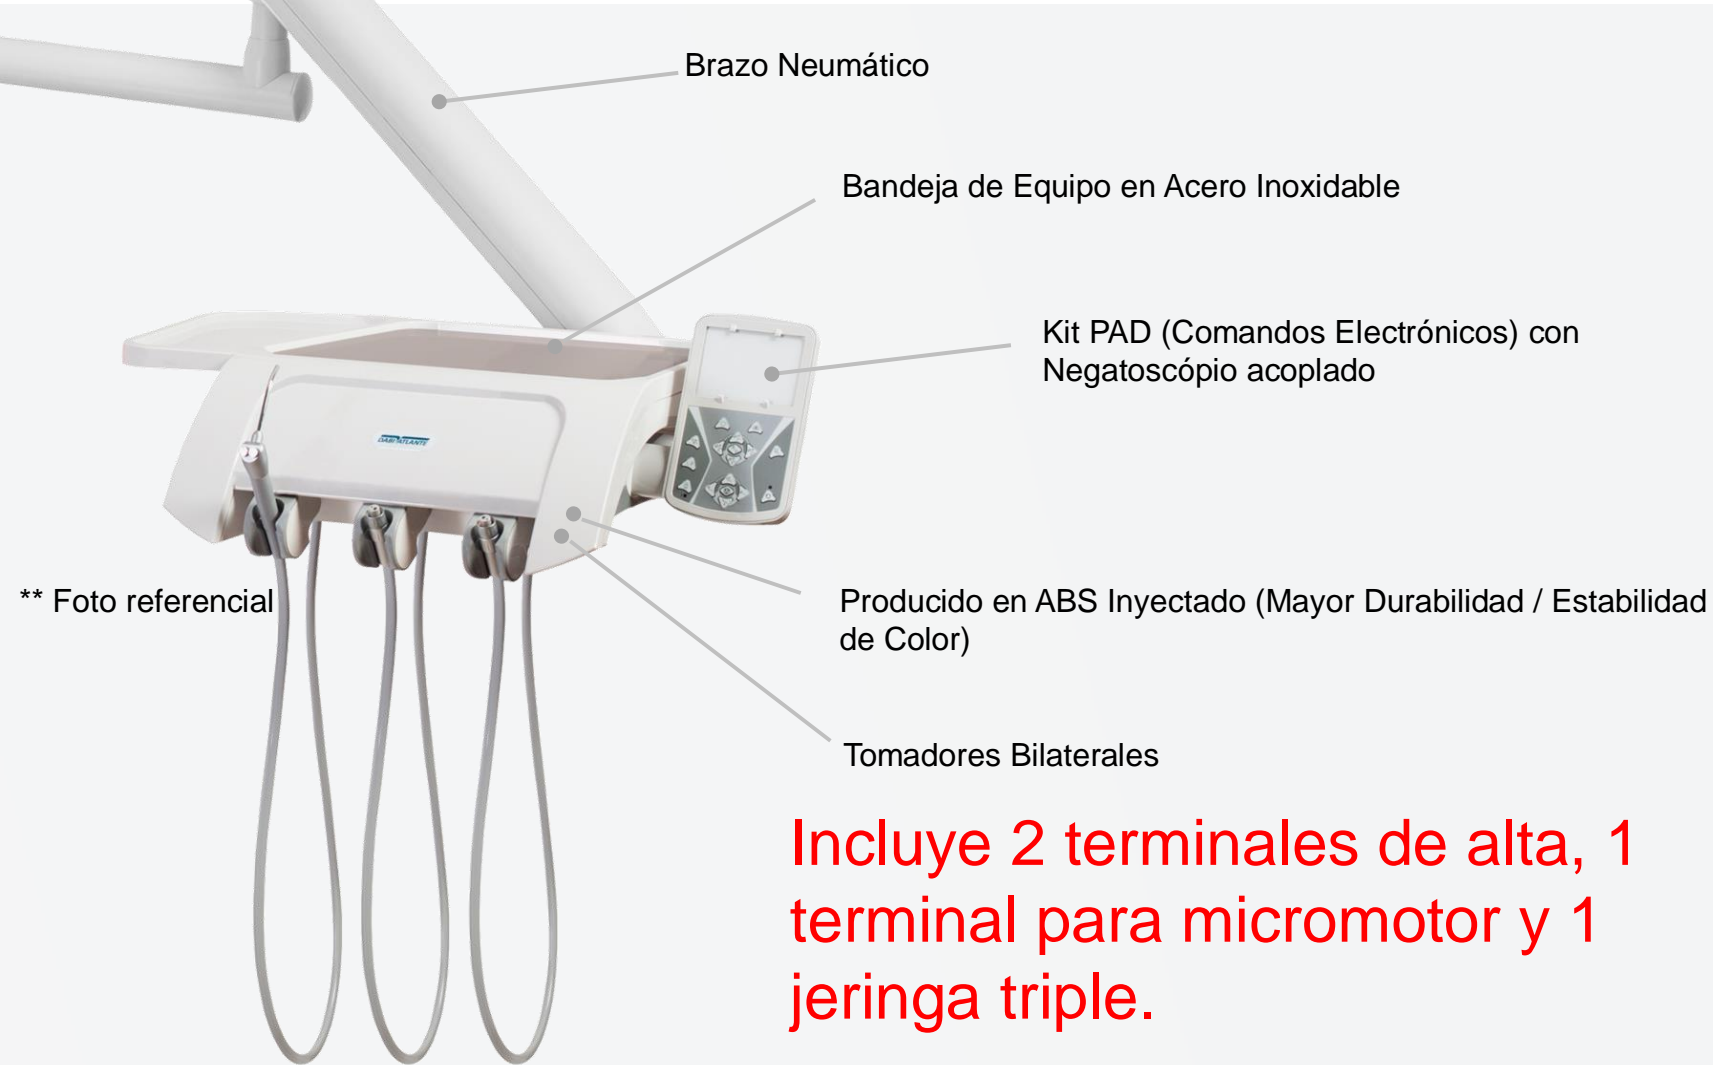 Brazo Neumático
Bandeja de Equipo en Acero Inoxidable
Kit PAD (Comandos Electrónicos) con
Negatoscópio acoplado
DABI ATLANTE
** Foto referencial
Producido en ABS Inyectado (Mayor Durabilidad / Estabilidad
de Color)
Tomadores Bilaterales
Incluye 2 terminales de alta, 1
terminal para micromotor y 1
jeringa triple.